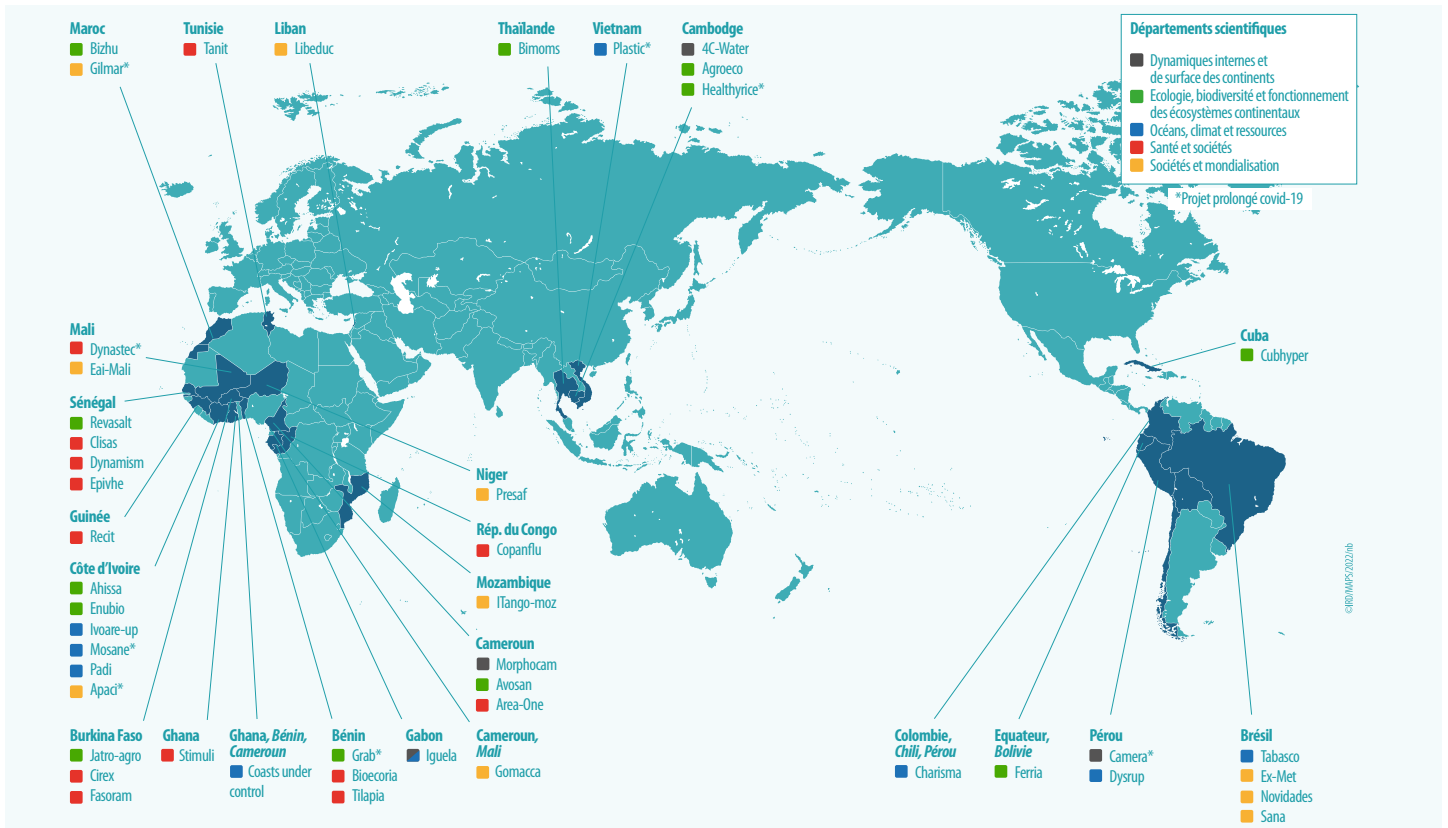 Maroc
Bizhu
Gilmar*
Tunisie
Tanit
Liban
Libeduc
Thaïlande
Bimoms
Vietnam
Plastic*
Cambodge
4C-Water
Agroeco
Healthyrice*
Départements scientifiques
Dynamiques internes et
de surface des continents
Ecologie, biodiversité et fonctionnement
des écosystèmes continentaux
Océans, climat et ressources
Santé et sociétés
Sociétés et mondialisation
*Projet prolongé covid-19
Mali
Dynastec*
Eai-Mali
Sénégal
Revasalt
Clisas
Dynamism
Epivhe
Guinée
Recit
Côte d'Ivoire
Ahissa
Enubio
Ivoare-up
Mosane*
Padi
Apaci*
Niger
Presaf
Rép. du Congo
Copanflu
Mozambique
ITango-moz
Cameroun
Morphocam
Avosan
Area-One
Cuba
Cubhyper
©IRD/MAPS/2022/nb
Burkina Faso
Jatro-agro
Cirex
Fasoram
Ghana
Stimuli
Ghana, Bénin,
Cameroun
Coasts under
control
Bénin
Grab*
Bioecoria
Tilapia
Gabon
Iguela
Cameroun,
Mali
Gomacca
Colombie,
Chili, Pérou
Charisma
Equateur,
Bolivie
Ferria
Pérou
Camera*
Dysrup
Brésil
Tabasco
Ex-Met
Novidades
Sana